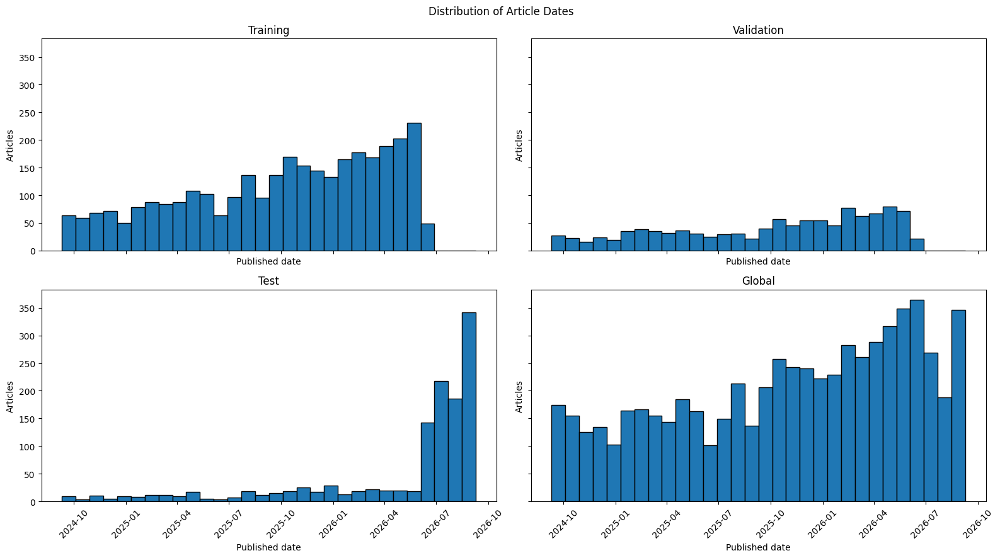 Distribution of Article Dates
Training
Validation
350
300
250
200
150
100
50
0
Articles
Articles
Published date
Published date
Test
Global
350
300
250
200
150
100
50
0
Articles
Articles
2024-10 2025-01 2025-04 2025-07 2025-10 2026-01 2026-04 2026-07 2026-10
2024-10 2025-01 2025-04 2025-07 2025-10 2026-01 2026-04 2026-07 2026-10
Published date
Published date